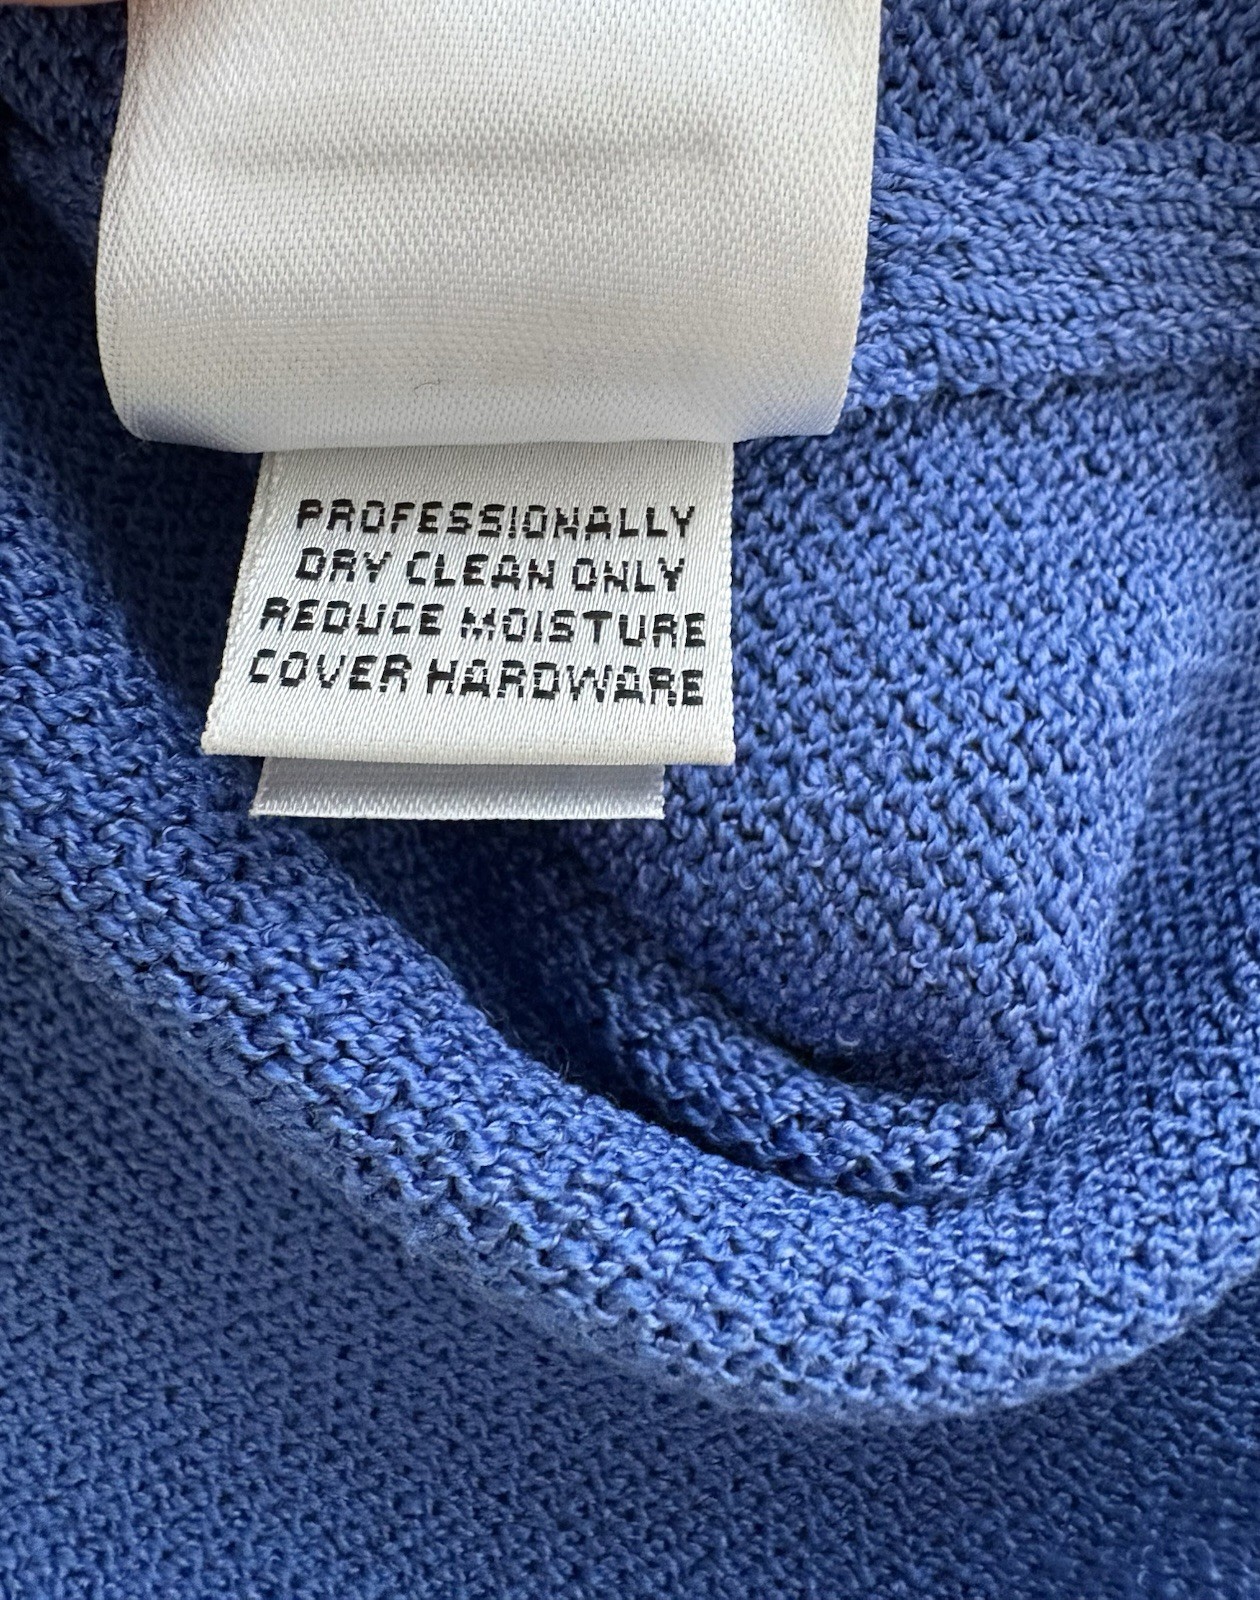 PROFESSIONALLY
DRY CLEAN ONLY
REDUCE MOISTURE
COVER HARDWARE